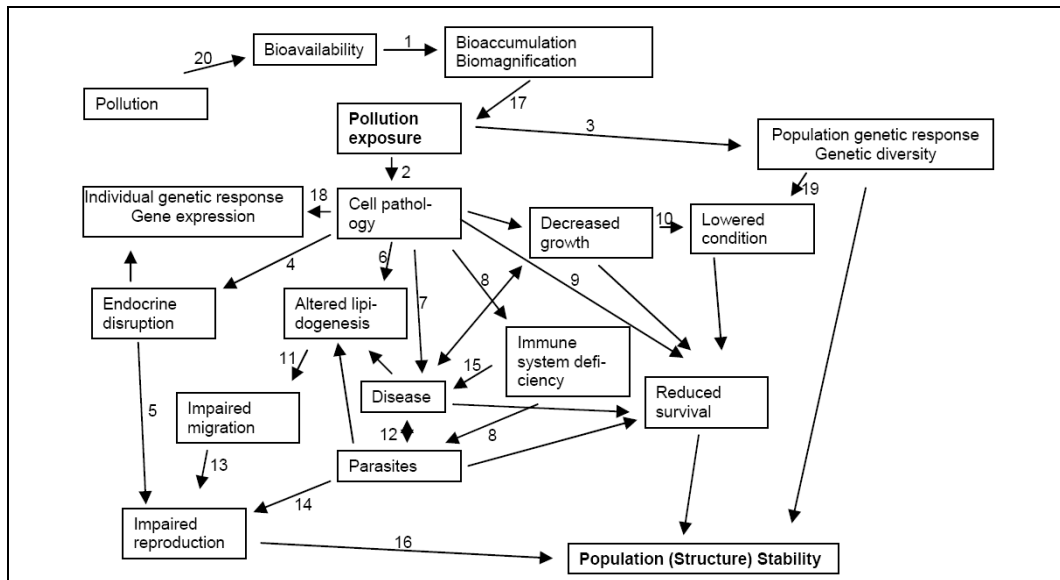 20
Bioavailability
1
Bioaccumulation
Biomagnification
Pollution
17
Pollution
exposure
3
Population genetic response
Genetic diversity
2
19
Individual genetic response
Gene expression
18
Cell pathol-
ogy
Decreased
growth
10
Lowered
condition
4
6
7
8
9
Endocrine
disruption
Altered lipi-
dogenesis
Immune
system defi-
ciency
11
15
Disease
Reduced
survival
5
Impaired
migration
12
8
13
Parasites
14
Impaired
reproduction
16
Population (Structure) Stability